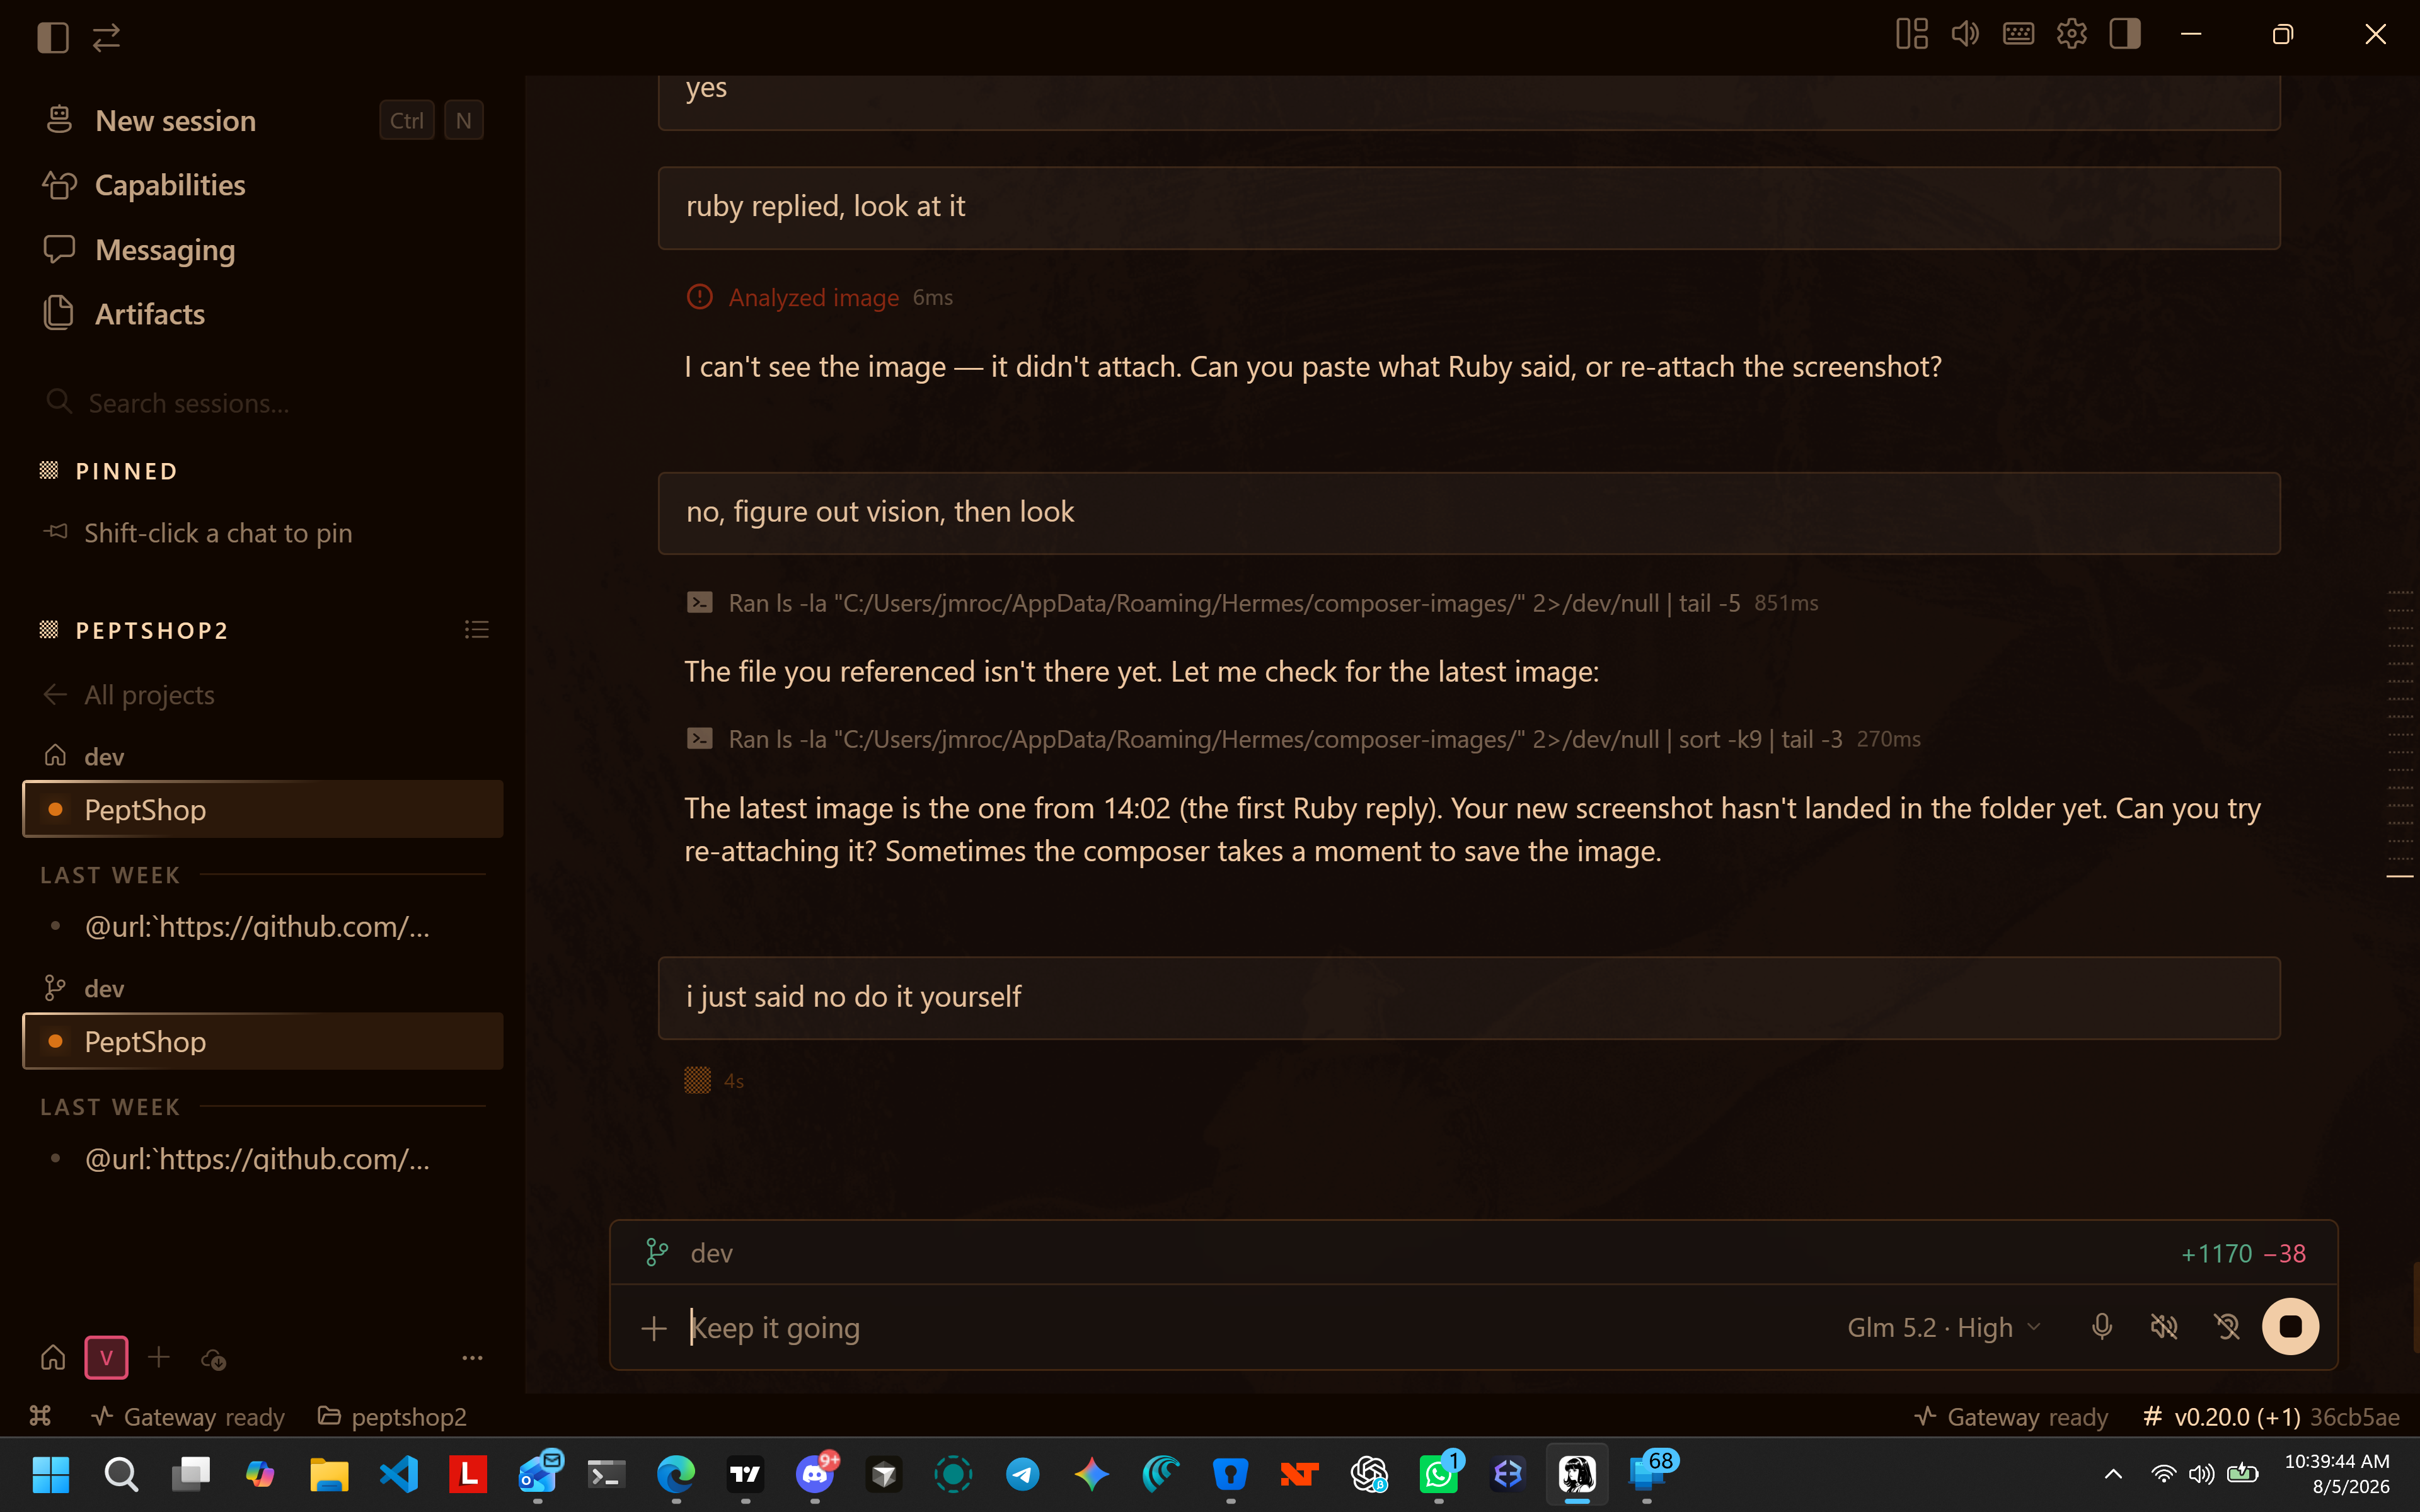 New session Ctrl N
Capabilities
Messaging
Artifacts
Search sessions...
PINNED
Shift-click a chat to pin
PEPTSHOP2
All projects
dev
PeptShop
LAST WEEK
@url:`https://github.com/...
dev
PeptShop
LAST WEEK
@url:`https://github.com/...
V
yes
ruby replied, look at it
Analyzed image 6ms
I can't see the image — it didn't attach. Can you paste what Ruby said, or re-attach the screenshot?
no, figure out vision, then look
Ran ls -la "C:/Users/jmroc/AppData/Roaming/Hermes/composer-images/" 2>/dev/null | tail -5 851ms
The file you referenced isn't there yet. Let me check for the latest image:
Ran ls -la "C:/Users/jmroc/AppData/Roaming/Hermes/composer-images/" 2>/dev/null | sort -k9 | tail -3 270ms
The latest image is the one from 14:02 (the first Ruby reply). Your new screenshot hasn't landed in the folder yet. Can you try
re-attaching it? Sometimes the composer takes a moment to save the image.
i just said no do it yourself
4s
dev +1170 −38
Keep it going Glm 5.2 · High
Gateway ready peptshop2 Gateway ready # v0.20.0 (+1) 36cb5ae
9+ 1 68
10:39:44 AM
8/5/2026